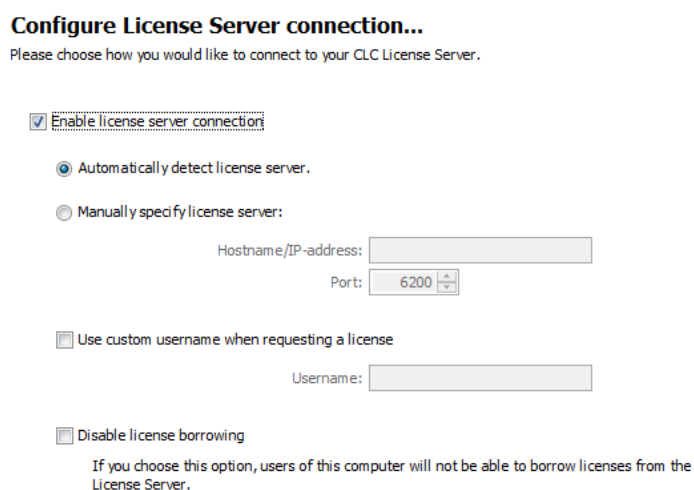 Configure License Server connection...
Please choose how you would like to connect to your CLC License Server.
Enable license server connection
Automatically detect license server.
Manually specify license server:
Hostname/IP-address:
Port: 6200
Use custom username when requesting a license
Username:
Disable license borrowing
If you choose this option, users of this computer will not be able to borrow licenses from the
License Server.